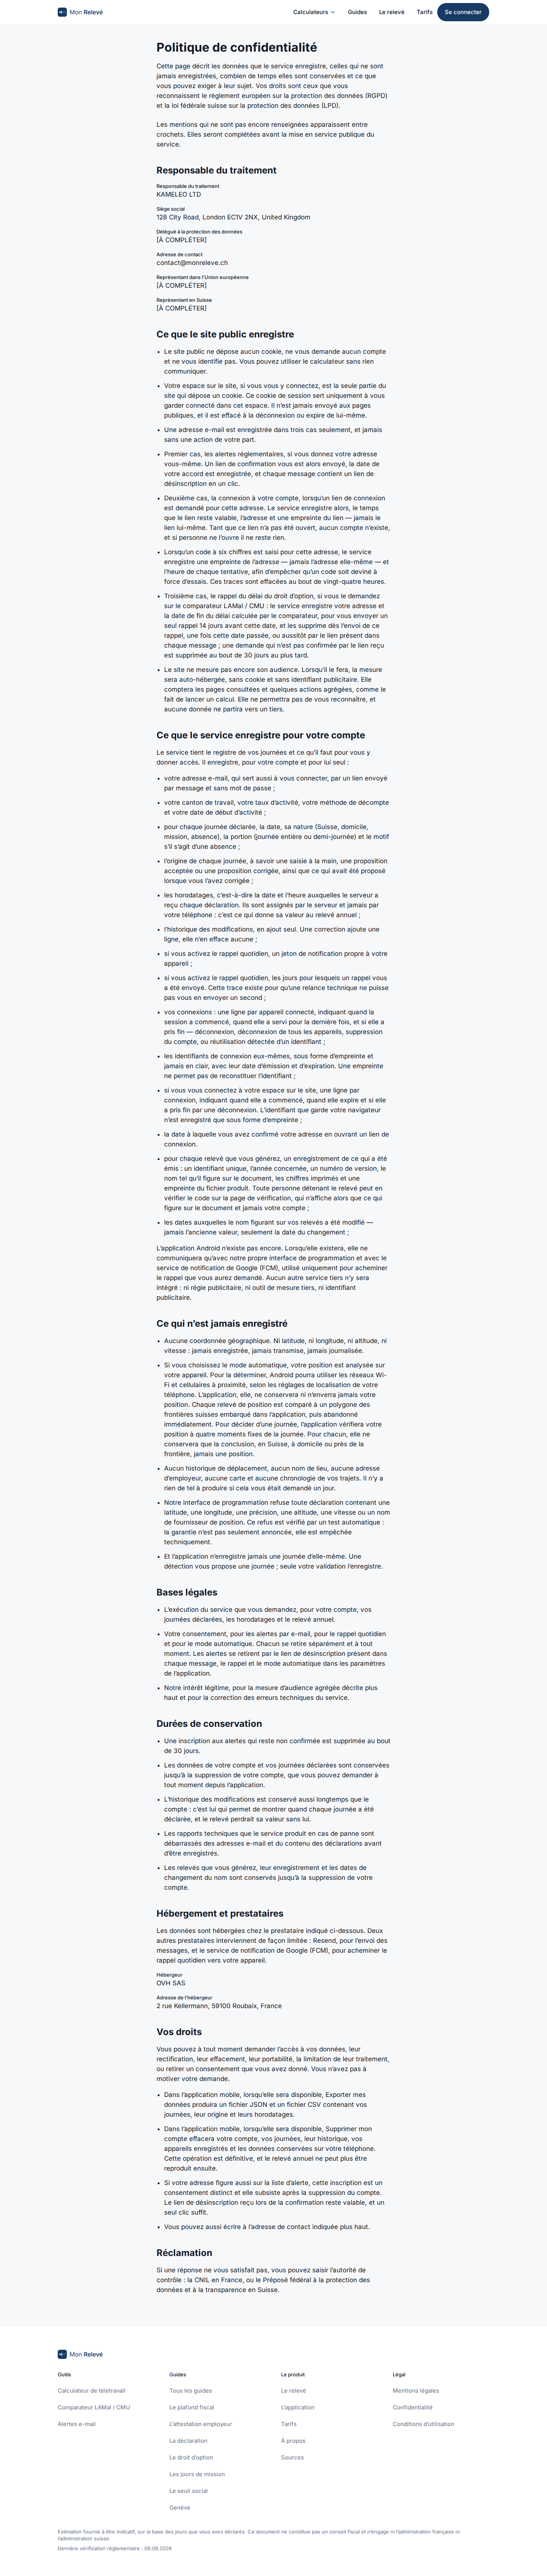 Mon Relevé
Calculateurs
Guides
Le relevé
Tarifs
Se connecter
Politique de confidentialité
Cette page décrit les données que le service enregistre, celles qui ne sont
jamais enregistrées, combien de temps elles sont conservées et ce que
vous pouvez exiger à leur sujet. Vos droits sont ceux que vous
reconnaissent le règlement européen sur la protection des données (RGPD)
et la loi fédérale suisse sur la protection des données (LPD).
Les mentions qui ne sont pas encore renseignées apparaissent entre
crochets. Elles seront complétées avant la mise en service publique du
service.
Responsable du traitement
Responsable du traitement
KAMELEO LTD
Siège social
128 City Road, London EC1V 2NX, United Kingdom
Délégué à la protection des données
[À COMPLÉTER]
Adresse de contact
contact@monreleve.ch
Représentant dans l'Union européenne
[À COMPLÉTER]
Représentant en Suisse
[À COMPLÉTER]
Ce que le site public enregistre
• Le site public ne dépose aucun cookie, ne vous demande aucun compte
et ne vous identifie pas. Vous pouvez utiliser le calculateur sans rien
communiquer.
• Votre espace sur le site, si vous vous y connectez, est la seule partie du
site qui dépose un cookie. Ce cookie de session sert uniquement à vous
garder connecté dans cet espace. Il n'est jamais envoyé aux pages
publiques, et il est effacé à la déconnexion ou expire de lui-même.
• Une adresse e-mail est enregistrée dans trois cas seulement, et jamais
sans une action de votre part.
• Premier cas, les alertes réglementaires, si vous donnez votre adresse
vous-même. Un lien de confirmation vous est alors envoyé, la date de
votre accord est enregistrée, et chaque message contient un lien de
désinscription en un clic.
• Deuxième cas, la connexion à votre compte, lorsqu'un lien de connexion
est demandé pour cette adresse. Le service enregistre alors, le temps
que le lien reste valable, l'adresse et une empreinte du lien — jamais le
lien lui-même. Tant que ce lien n'a pas été ouvert, aucun compte n'existe,
et si personne ne l'ouvre il ne reste rien.
• Lorsqu'un code à six chiffres est saisi pour cette adresse, le service
enregistre une empreinte de l'adresse — jamais l'adresse elle-même — et
l'heure de chaque tentative, afin d'empêcher qu'un code soit deviné à
force d'essais. Ces traces sont effacées au bout de vingt-quatre heures.
• Troisième cas, le rappel du délai du droit d'option, si vous le demandez
sur le comparateur LAMal / CMU : le service enregistre votre adresse et
la date de fin du délai calculée par le comparateur, pour vous envoyer un
seul rappel 14 jours avant cette date, et les supprime dès l'envoi de ce
rappel, une fois cette date passée, ou aussitôt par le lien présent dans
chaque message ; une demande qui n'est pas confirmée par le lien reçu
est supprimée au bout de 30 jours au plus tard.
• Le site ne mesure pas encore son audience. Lorsqu'il le fera, la mesure
sera auto-hébergée, sans cookie et sans identifiant publicitaire. Elle
comptera les pages consultées et quelques actions agrégées, comme le
fait de lancer un calcul. Elle ne permettra pas de vous reconnaître, et
aucune donnée ne partira vers un tiers.
Ce que le service enregistre pour votre compte
Le service tient le registre de vos journées et ce qu'il faut pour vous y
donner accès. Il enregistre, pour votre compte et pour lui seul :
• votre adresse e-mail, qui sert aussi à vous connecter, par un lien envoyé
par message et sans mot de passe ;
• votre canton de travail, votre taux d'activité, votre méthode de décompte
et votre date de début d'activité ;
• pour chaque journée déclarée, la date, sa nature (Suisse, domicile,
mission, absence), la portion (journée entière ou demi-journée) et le motif
s'il s'agit d'une absence ;
• l'origine de chaque journée, à savoir une saisie à la main, une proposition
acceptée ou une proposition corrigée, ainsi que ce qui avait été proposé
lorsque vous l'avez corrigée ;
• les horodatages, c'est-à-dire la date et l'heure auxquelles le serveur a
reçu chaque déclaration. Ils sont assignés par le serveur et jamais par
votre téléphone : c'est ce qui donne sa valeur au relevé annuel ;
• l'historique des modifications, en ajout seul. Une correction ajoute une
ligne, elle n'en efface aucune ;
• si vous activez le rappel quotidien, un jeton de notification propre à votre
appareil ;
• si vous activez le rappel quotidien, les jours pour lesquels un rappel vous
a été envoyé. Cette trace existe pour qu'une relance technique ne puisse
pas vous en envoyer un second ;
• vos connexions : une ligne par appareil connecté, indiquant quand la
session a commencé, quand elle a servi pour la dernière fois, et si elle a
pris fin — déconnexion, déconnexion de tous les appareils, suppression
du compte, ou réutilisation détectée d'un identifiant ;
• les identifiants de connexion eux-mêmes, sous forme d'empreinte et
jamais en clair, avec leur date d'émission et d'expiration. Une empreinte
ne permet pas de reconstituer l'identifiant ;
• si vous vous connectez à votre espace sur le site, une ligne par
connexion, indiquant quand elle a commencé, quand elle expire et si elle
a pris fin par une déconnexion. L'identifiant que garde votre navigateur
n'est enregistré que sous forme d'empreinte ;
• la date à laquelle vous avez confirmé votre adresse en ouvrant un lien de
connexion.
• pour chaque relevé que vous générez, un enregistrement de ce qui a été
émis : un identifiant unique, l'année concernée, un numéro de version, le
nom tel qu'il figure sur le document, les chiffres imprimés et une
empreinte du fichier produit. Toute personne détenant le relevé peut en
vérifier le code sur la page de vérification, qui n'affiche alors que ce qui
figure sur le document et jamais votre compte ;
• les dates auxquelles le nom figurant sur vos relevés a été modifié —
jamais l'ancienne valeur, seulement la date du changement ;
L'application Android n'existe pas encore. Lorsqu'elle existera, elle ne
communiquera qu'avec notre propre interface de programmation et avec le
service de notification de Google (FCM), utilisé uniquement pour acheminer
le rappel que vous aurez demandé. Aucun autre service tiers n'y sera
intégré : ni régie publicitaire, ni outil de mesure tiers, ni identifiant
publicitaire.
Ce qui n'est jamais enregistré
• Aucune coordonnée géographique. Ni latitude, ni longitude, ni altitude, ni
vitesse : jamais enregistrée, jamais transmise, jamais journalisée.
• Si vous choisissez le mode automatique, votre position est analysée sur
votre appareil. Pour la déterminer, Android pourra utiliser les réseaux Wi-
Fi et cellulaires à proximité, selon les réglages de localisation de votre
téléphone. L'application, elle, ne conservera ni n'enverra jamais votre
position. Chaque relevé de position est comparé à un polygone des
frontières suisses embarqué dans l'application, puis abandonné
immédiatement. Pour décider d'une journée, l'application vérifiera votre
position à quatre moments fixes de la journée. Pour chacun, elle ne
conservera que la conclusion, en Suisse, à domicile ou près de la
frontière, jamais une position.
• Aucun historique de déplacement, aucun nom de lieu, aucune adresse
d'employeur, aucune carte et aucune chronologie de vos trajets. Il n'y a
rien de tel à produire si cela vous était demandé un jour.
• Notre interface de programmation refuse toute déclaration contenant une
latitude, une longitude, une précision, une altitude, une vitesse ou un nom
de fournisseur de position. Ce refus est vérifié par un test automatique :
la garantie n'est pas seulement annoncée, elle est empêchée
techniquement.
• Et l'application n'enregistre jamais une journée d'elle-même. Une
détection vous propose une journée ; seule votre validation l'enregistre.
Bases légales
• L'exécution du service que vous demandez, pour votre compte, vos
journées déclarées, les horodatages et le relevé annuel.
• Votre consentement, pour les alertes par e-mail, pour le rappel quotidien
et pour le mode automatique. Chacun se retire séparément et à tout
moment. Les alertes se retirent par le lien de désinscription présent dans
chaque message, le rappel et le mode automatique dans les paramètres
de l'application.
• Notre intérêt légitime, pour la mesure d'audience agrégée décrite plus
haut et pour la correction des erreurs techniques du service.
Durées de conservation
• Une inscription aux alertes qui reste non confirmée est supprimée au bout
de 30 jours.
• Les données de votre compte et vos journées déclarées sont conservées
jusqu'à la suppression de votre compte, que vous pouvez demander à
tout moment depuis l'application.
• L'historique des modifications est conservé aussi longtemps que le
compte : c'est lui qui permet de montrer quand chaque journée a été
déclarée, et le relevé perdrait sa valeur sans lui.
• Les rapports techniques que le service produit en cas de panne sont
débarrassés des adresses e-mail et du contenu des déclarations avant
d'être enregistrés.
• Les relevés que vous générez, leur enregistrement et les dates de
changement du nom sont conservés jusqu'à la suppression de votre
compte.
Hébergement et prestataires
Les données sont hébergées chez le prestataire indiqué ci-dessous. Deux
autres prestataires interviennent de façon limitée : Resend, pour l'envoi des
messages, et le service de notification de Google (FCM), pour acheminer le
rappel quotidien vers votre appareil.
Hébergeur
OVH SAS
Adresse de l'hébergeur
2 rue Kellermann, 59100 Roubaix, France
Vos droits
Vous pouvez à tout moment demander l'accès à vos données, leur
rectification, leur effacement, leur portabilité, la limitation de leur traitement,
ou retirer un consentement que vous avez donné. Vous n'avez pas à
motiver votre demande.
• Dans l'application mobile, lorsqu'elle sera disponible, Exporter mes
données produira un fichier JSON et un fichier CSV contenant vos
journées, leur origine et leurs horodatages.
• Dans l'application mobile, lorsqu'elle sera disponible, Supprimer mon
compte effacera votre compte, vos journées, leur historique, vos
appareils enregistrés et les données conservées sur votre téléphone.
Cette opération est définitive, et le relevé annuel ne peut plus être
reproduit ensuite.
• Si votre adresse figure aussi sur la liste d'alerte, cette inscription est un
consentement distinct et elle subsiste après la suppression du compte.
Le lien de désinscription reçu lors de la confirmation reste valable, et un
seul clic suffit.
• Vous pouvez aussi écrire à l'adresse de contact indiquée plus haut.
Réclamation
Si une réponse ne vous satisfait pas, vous pouvez saisir l'autorité de
contrôle : la CNIL en France, ou le Préposé fédéral à la protection des
données et à la transparence en Suisse.
Mon Relevé
Outils
Calculateur de télétravail
Comparateur LAMal / CMU
Alertes e-mail
Guides
Tous les guides
Le plafond fiscal
L'attestation employeur
La déclaration
Le droit d'option
Les jours de mission
Le seuil social
Genève
Le produit
Le relevé
L'application
Tarifs
À propos
Sources
Légal
Mentions légales
Confidentialité
Conditions d'utilisation
Estimation fournie à titre indicatif, sur la base des jours que vous avez déclarés. Ce document ne constitue pas un conseil fiscal et n'engage ni l'administration française ni
l'administration suisse.
Dernière vérification réglementaire : 09.09.2026